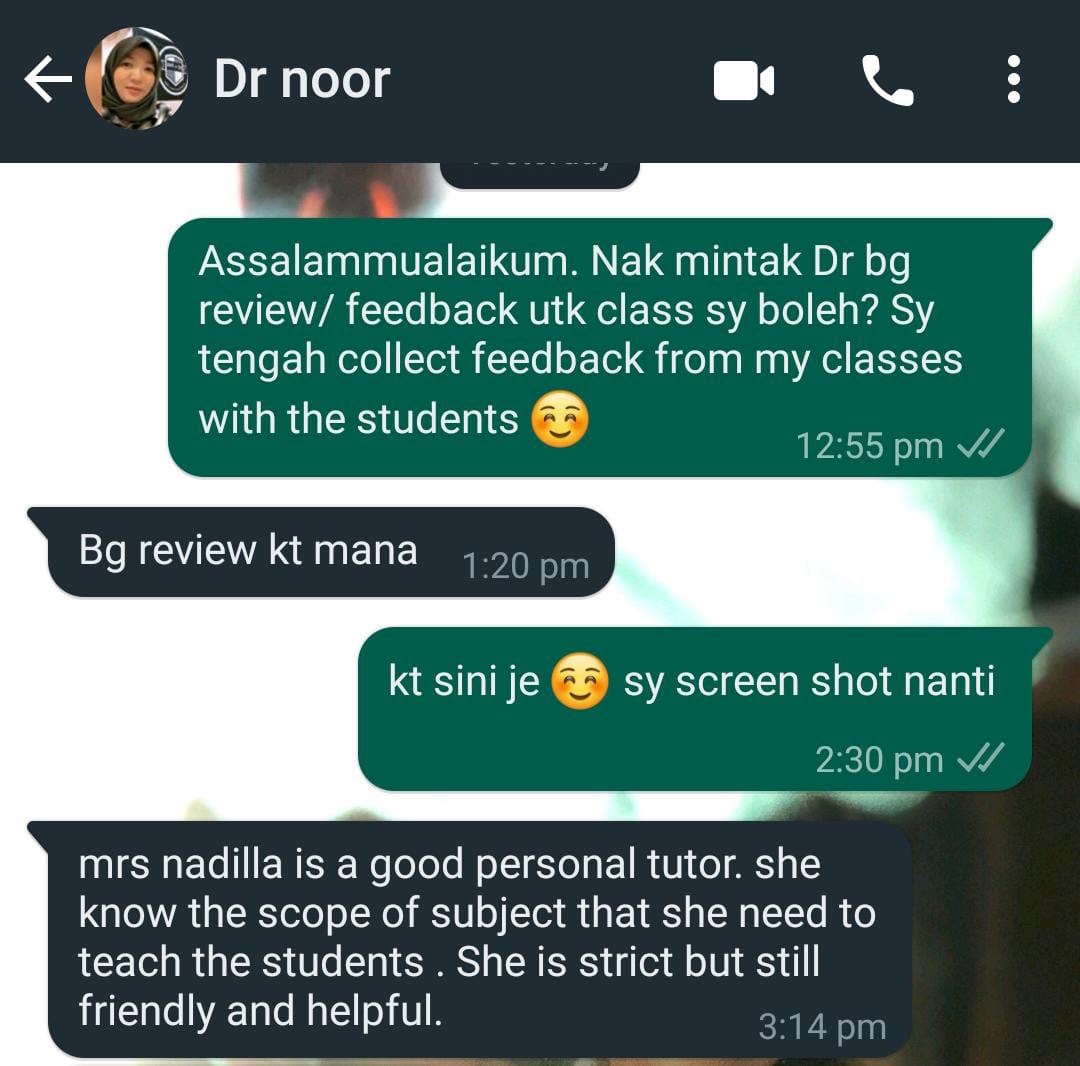 Dr noor
Assalammualaikum. Nak mintak Dr bg
review/ feedback utk class sy boleh? Sy
tengah collect feedback from my classes
with the students 😊
12:55 pm
Bg review kt mana
1:20 pm
kt sini je 😊 sy screen shot nanti
2:30 pm
mrs nadilla is a good personal tutor. she
know the scope of subject that she need to
teach the students . She is strict but still
friendly and helpful.
3:14 pm